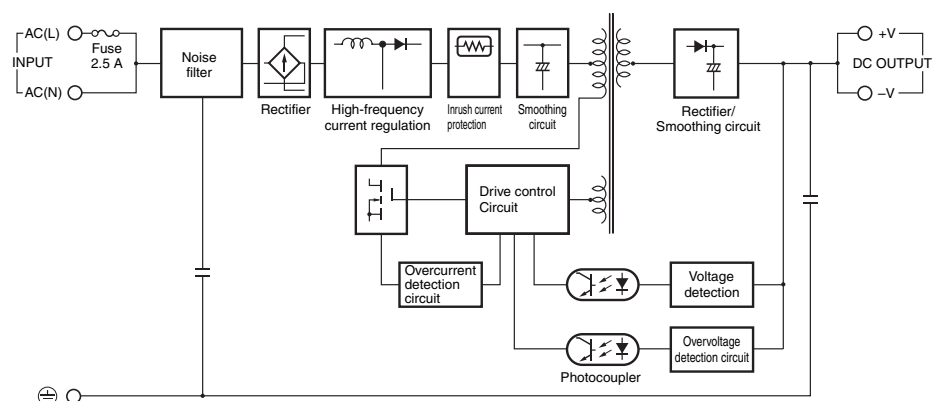 AC(L)
INPUT
AC(N)
Fuse
2.5 A
Noise
filter
Rectifier
High-frequency
current regulation
Inrush current
protection
Smoothing
circuit
Rectifier/
Smoothing circuit
+V
DC OUTPUT
–V
Drive control
Circuit
Overcurrent
detection
circuit
Voltage
detection
Overvoltage
detection circuit
Photocoupler